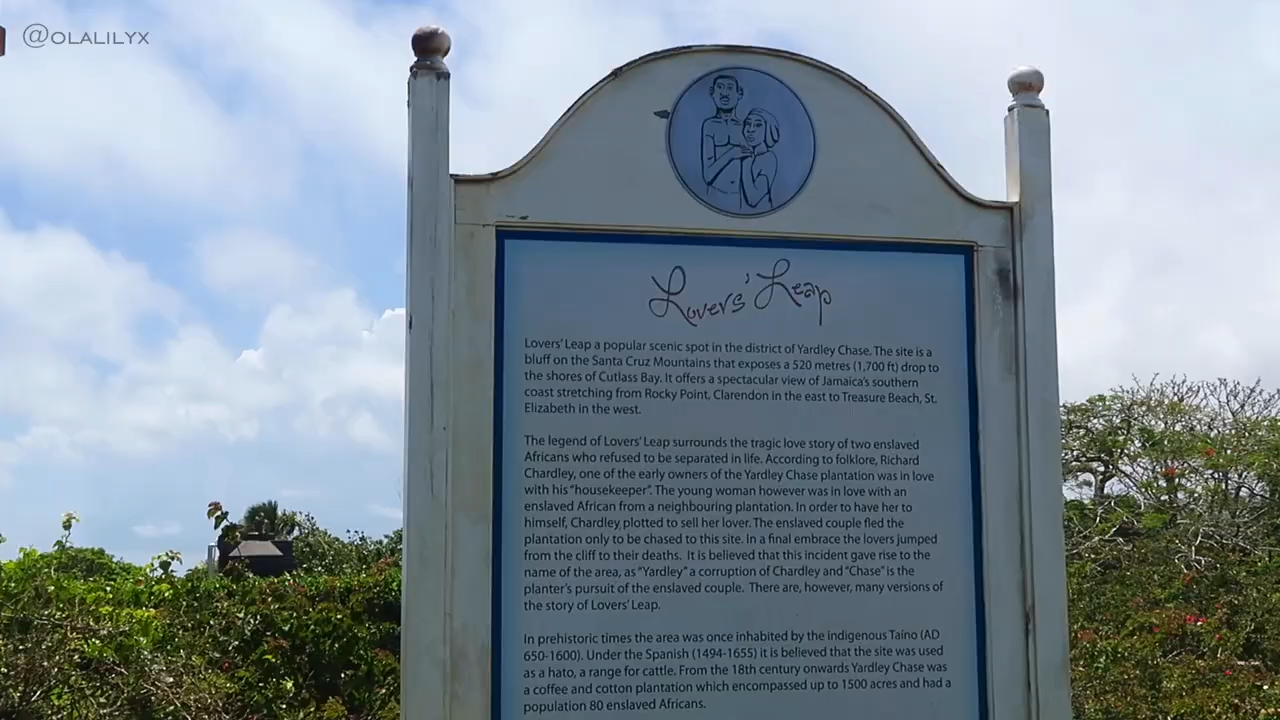 @OLALILYX
Lovers' Leap
Lovers' Leap a popular scenic spot in the district of Yardley Chase. The site is a
bluff on the Santa Cruz Mountains that exposes a 520 metres (1,700 ft) drop to
the shores of Cutlass Bay. It offers a spectacular view of Jamaica's southern
coast stretching from Rocky Point, Clarendon in the east to Treasure Beach, St.
Elizabeth in the west.
The legend of Lovers' Leap surrounds the tragic love story of two enslaved
Africans who refused to be separated in life. According to folklore, Richard
Chardley, one of the early owners of the Yardley Chase plantation was in love
with his "housekeeper". The young woman however was in love with an
enslaved African from a neighbouring plantation. In order to have her to
himself, Chardley, plotted to sell her lover. The enslaved couple fled the
plantation only to be chased to this site. In a final embrace the lovers jumped
from the cliff to their deaths. It is believed that this incident gave rise to the
name of the area, as "Yardley" a corruption of Chardley and "Chase" is the
planter's pursuit of the enslaved couple. There are, however, many versions of
the story of Lovers' Leap.
In prehistoric times the area was once inhabited by the indigenous Taíno (AD
650-1600). Under the Spanish (1494-1655) it is believed that the site was used
as a hato, a range for cattle. From the 18th century onwards Yardley Chase was
a coffee and cotton plantation which encompassed up to 1500 acres and had a
population 80 enslaved Africans.